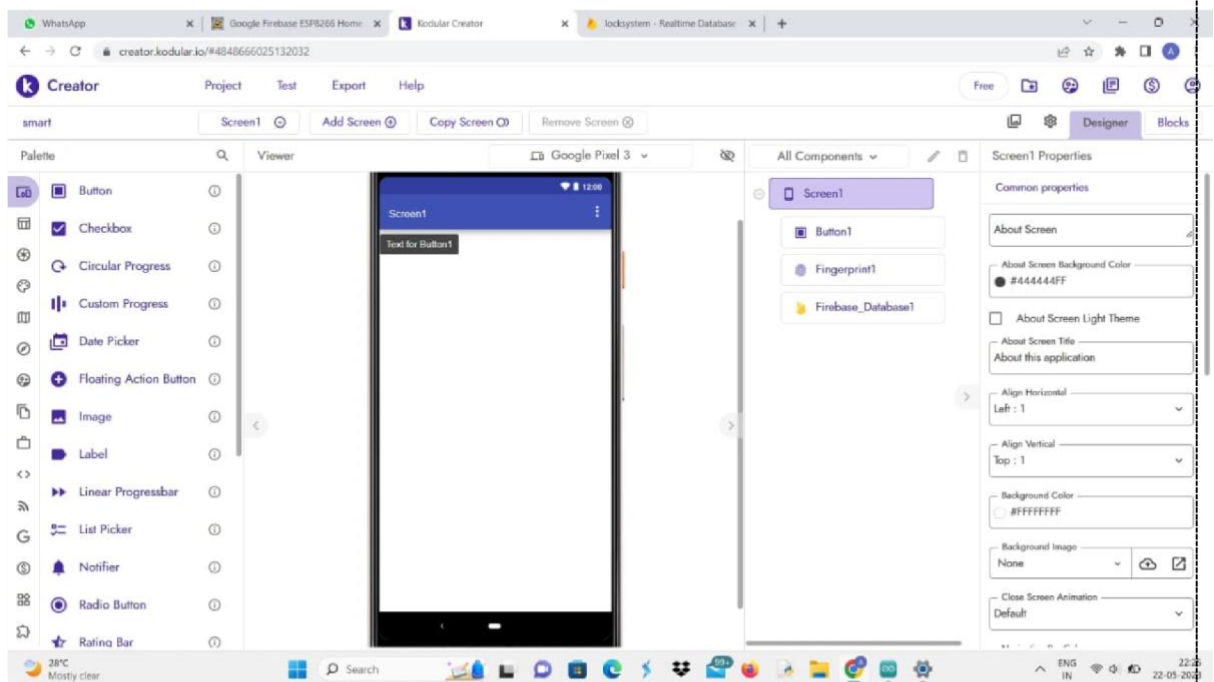 WhatsApp
Google Firebase ESP8266 Home
Kodular Creator
locksystem - Realtime Database
creator.kodular.io/#4848666025132032
Creator
Project
Test
Export
Help
Free
smart
Screen1
Add Screen
Copy Screen
Remove Screen
Designer
Blocks
Palette
Viewer
Google Pixel 3
All Components
Screen1 Properties
Button
Checkbox
Circular Progress
Custom Progress
Date Picker
Floating Action Button
Image
Label
Linear Progressbar
List Picker
Notifier
Radio Button
Rating Bar
12:00
Screen1
Text for Button1
Screen1
Button1
Fingerprint1
Firebase_Database1
Common properties
About Screen
About Screen Background Color
#444444FF
About Screen Light Theme
About Screen Title
About this application
Align Horizontal
Left : 1
Align Vertical
Top : 1
Background Color
#FFFFFFFF
Background Image
None
Close Screen Animation
Default
28°C
Mostly clear
Search
99+
ENG
IN
22-05-2023